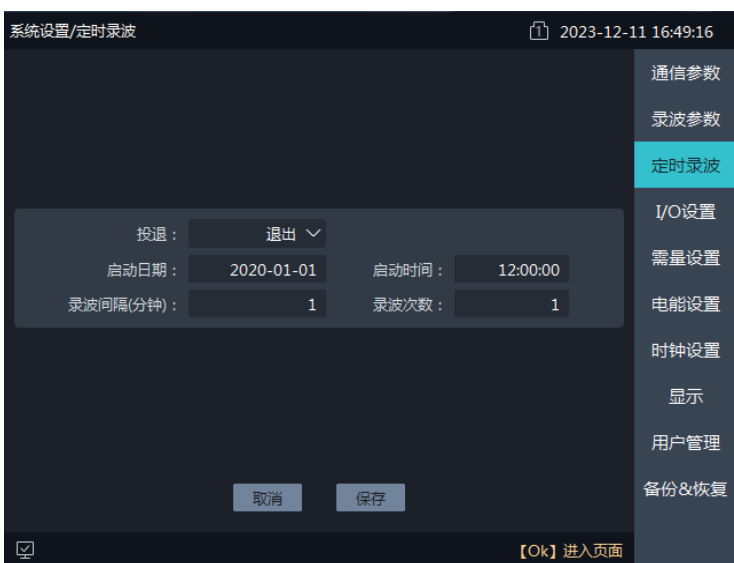 系统设置/定时录波
1 2023-12-11 16:49:16
通信参数
录波参数
定时录波
I/O设置
需量设置
电能设置
时钟设置
显示
用户管理
备份&恢复
投退： 退出
启动日期： 2020-01-01 启动时间： 12:00:00
录波间隔(分钟)： 1 录波次数： 1
取消 保存
【Ok】进入页面